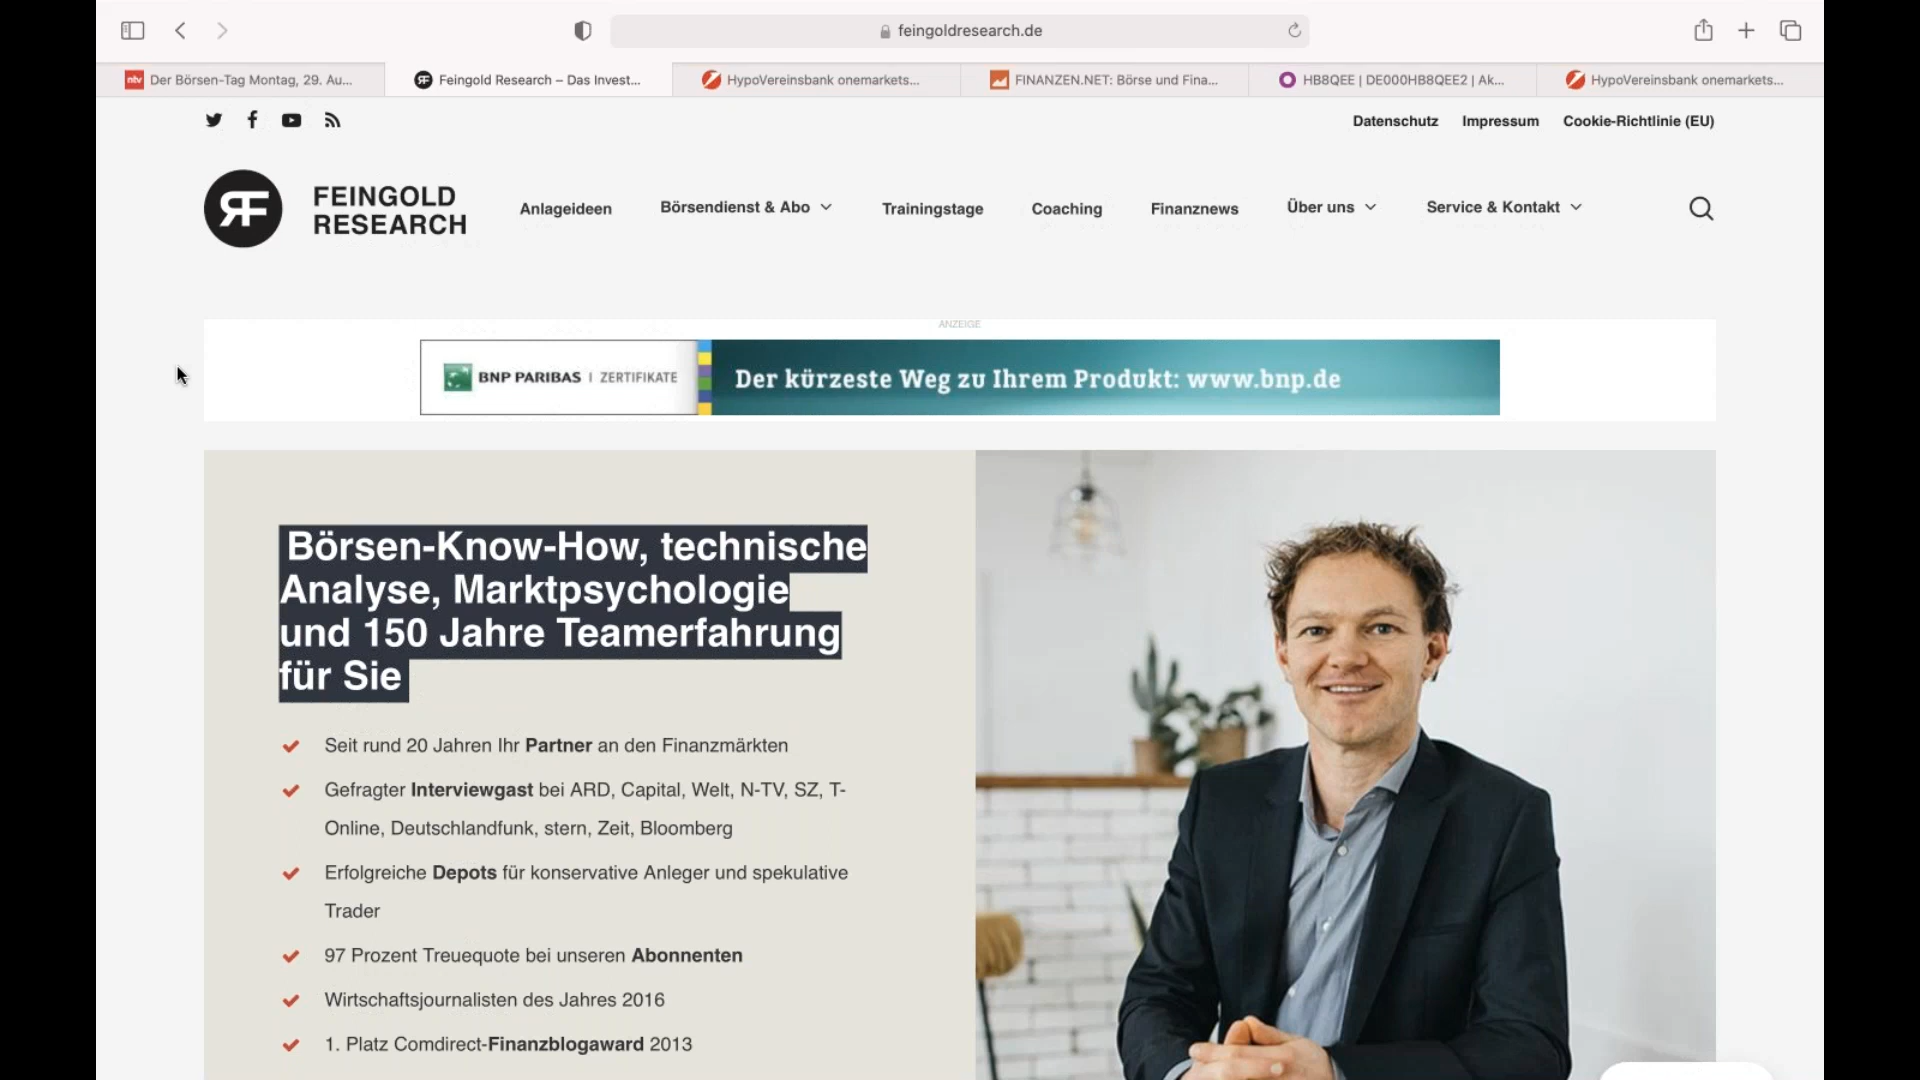 feingoldresearch.de
ntv Der Börsen-Tag Montag, 29. Au...
Feingold Research – Das Invest...
HypoVereinsbank onemarkets...
FINANZEN.NET: Börse und Fina...
HB8QEE | DE000HB8QEE2 | Ak...
HypoVereinsbank onemarkets...
Datenschutz Impressum Cookie-Richtlinie (EU)
FEINGOLD
RESEARCH
Anlageideen Börsendienst & Abo Trainingstage Coaching Finanznews Über uns Service & Kontakt
ANZEIGE
BNP PARIBAS | ZERTIFIKATE Der kürzeste Weg zu Ihrem Produkt: www.bnp.de
Börsen-Know-How, technische
Analyse, Marktpsychologie
und 150 Jahre Teamerfahrung
für Sie
Seit rund 20 Jahren Ihr Partner an den Finanzmärkten
Gefragter Interviewgast bei ARD, Capital, Welt, N-TV, SZ, T-
Online, Deutschlandfunk, stern, Zeit, Bloomberg
Erfolgreiche Depots für konservative Anleger und spekulative
Trader
97 Prozent Treuequote bei unseren Abonnenten
Wirtschaftsjournalisten des Jahres 2016
1. Platz Comdirect-Finanzblogaward 2013